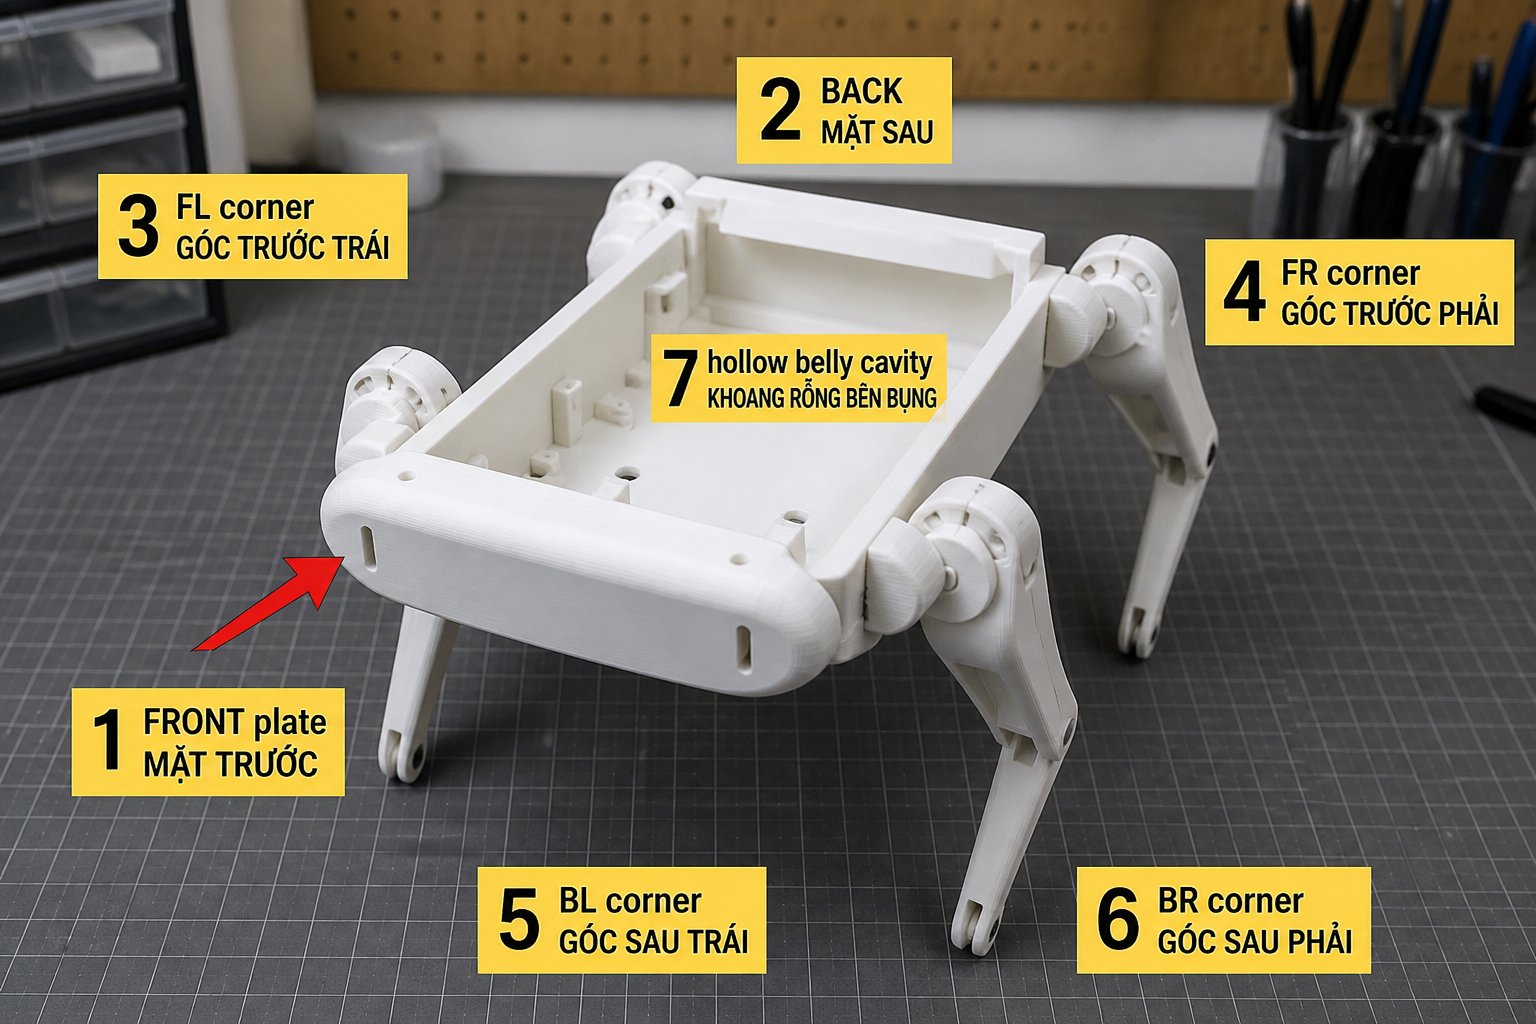 2 BACK
MẶT SAU
3 FL corner
GÓC TRƯỚC TRÁI
4 FR corner
GÓC TRƯỚC PHẢI
7 hollow belly cavity
KHOANG RỖNG BÊN BỤNG
1 FRONT plate
MẶT TRƯỚC
5 BL corner
GÓC SAU TRÁI
6 BR corner
GÓC SAU PHẢI